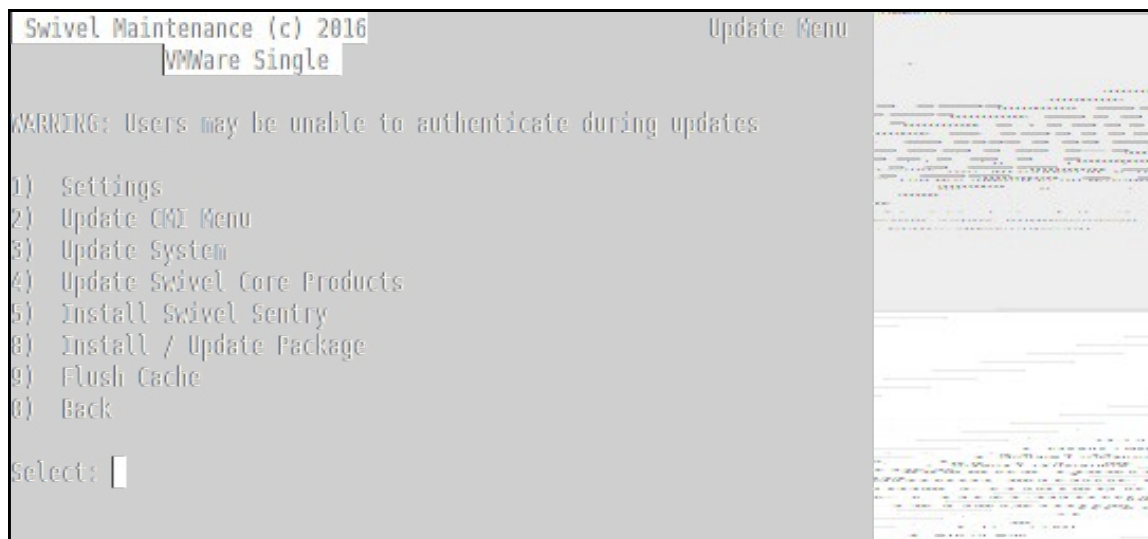 Swivel Maintenance (c) 2016 Update Menu
VMWare Single
WARNING: Users may be unable to authenticate during updates
1) Settings
2) Update CMI Menu
3) Update System
4) Update Swivel Core Products
5) Install Swivel Sentry
8) Install / Update Package
9) Flush Cache
0) Back
Select: